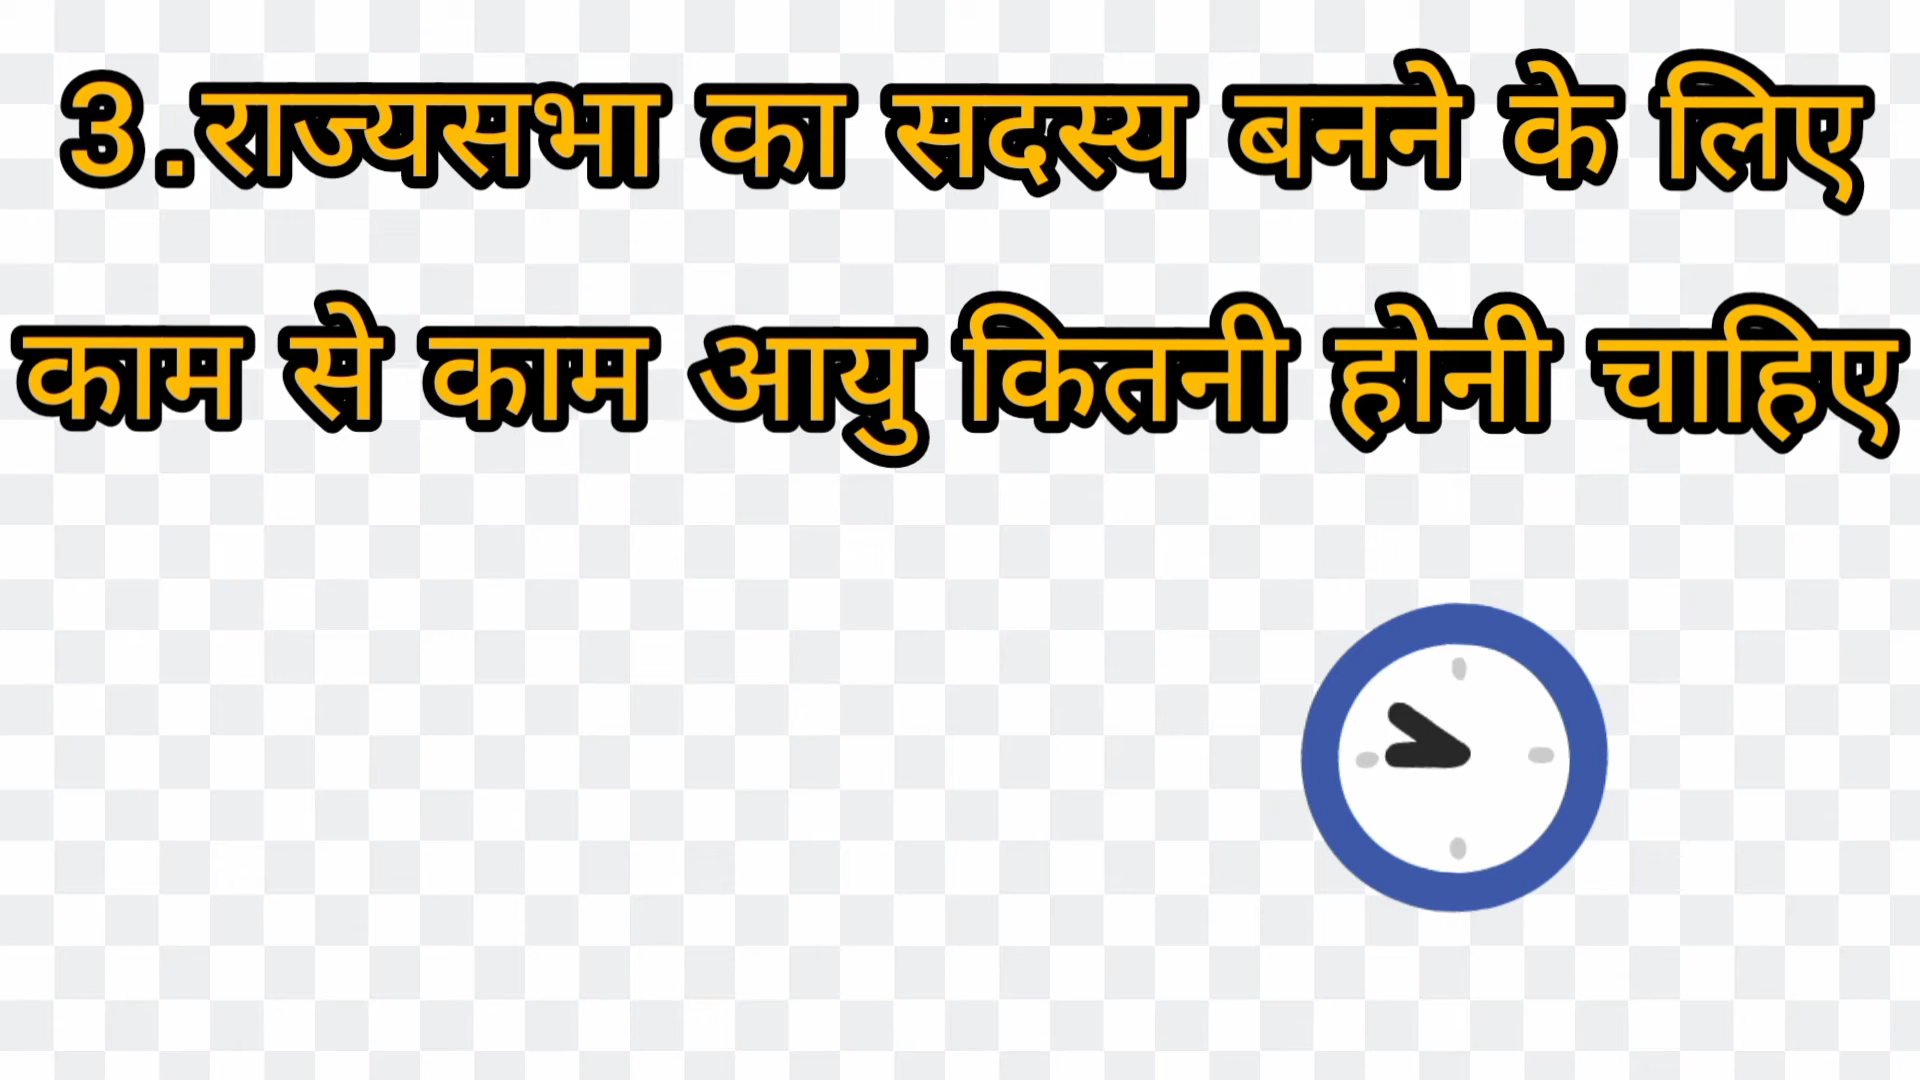 3.राज्यसभा का सदस्य बनने के लिए
काम से काम आयु कितनी होनी चाहिए